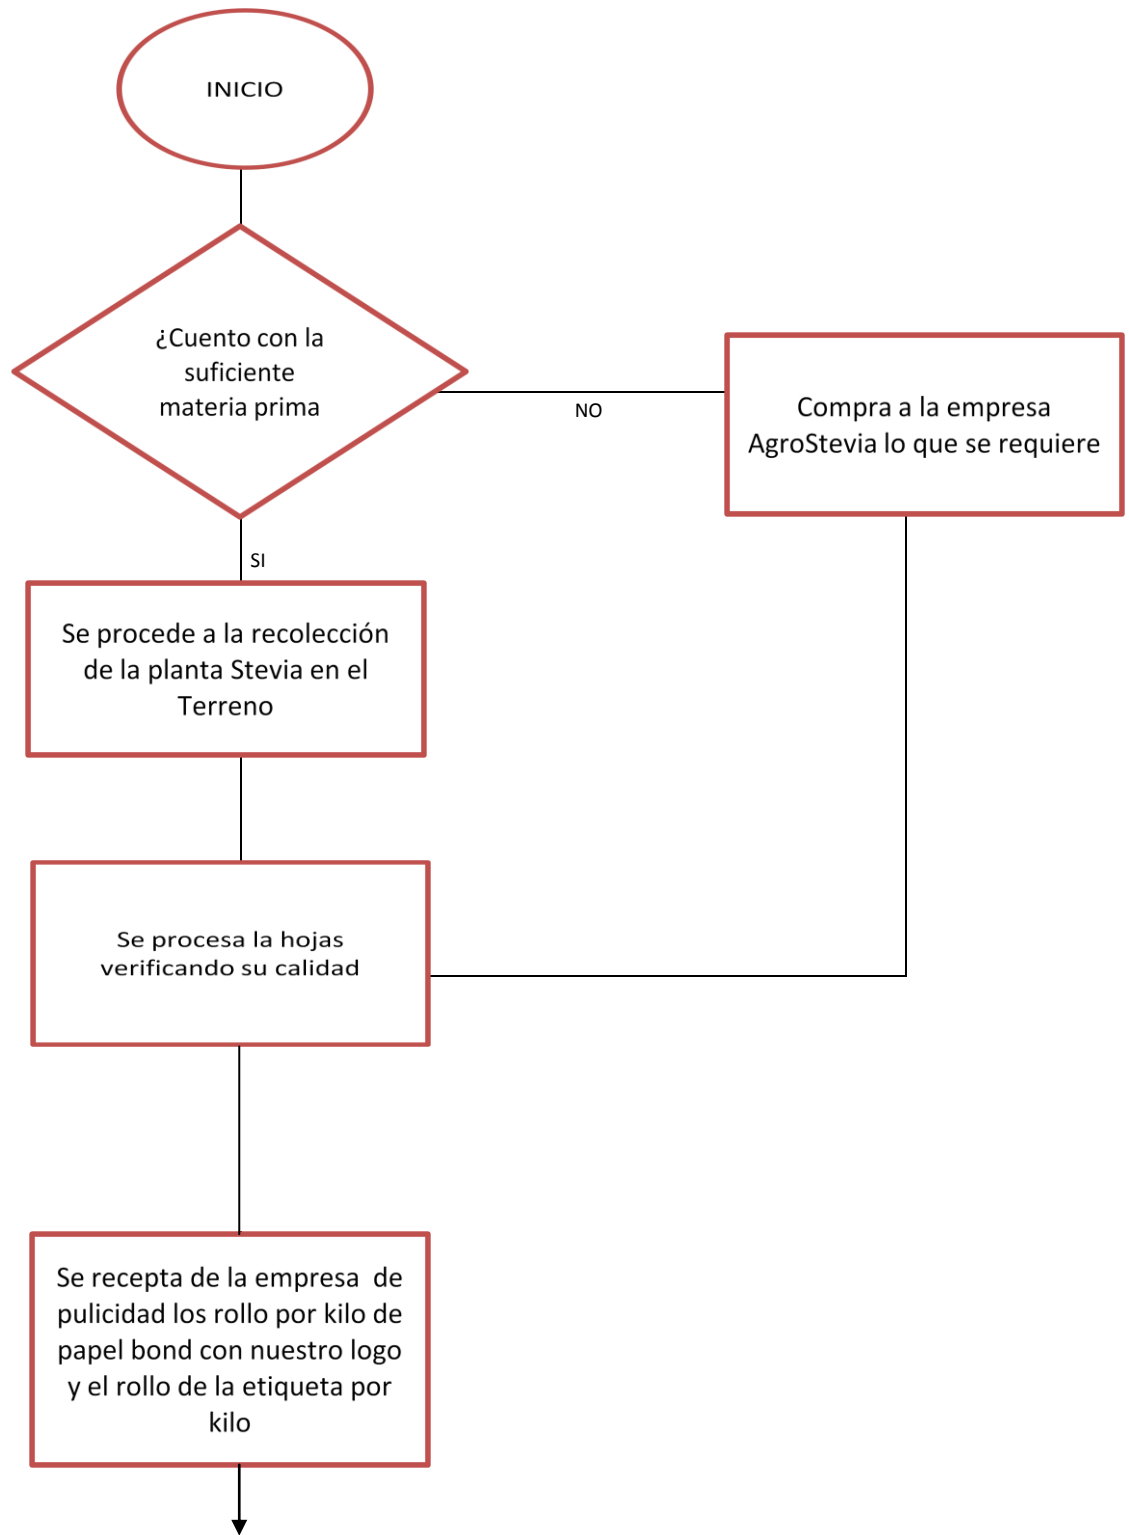 INICIO
¿Cuento con la
suficiente
materia prima
NO
Compra a la empresa
AgroStevia lo que se requiere
SI
Se procede a la recolección
de la planta Stevia en el
Terreno
Se procesa la hojas
verificando su calidad
Se recepta de la empresa  de
pulicidad los rollo por kilo de
papel bond con nuestro logo
y el rollo de la etiqueta por
kilo